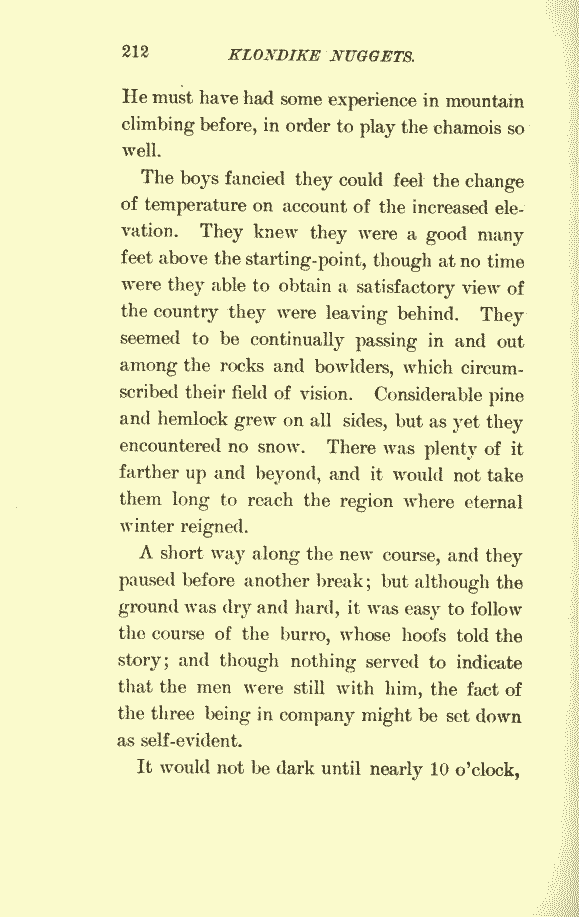 212 KLONDIKE NUGGETS.
He must have had some experience in mountain
climbing before, in order to play the chamois so
well.
The boys fancied they could feel the change
of temperature on account of the increased ele-
vation. They knew they were a good many
feet above the starting-point, though at no time
were they able to obtain a satisfactory view of
the country they were leaving behind. They
seemed to be continually passing in and out
among the rocks and bowlders, which circum-
scribed their field of vision. Considerable pine
and hemlock grew on all sides, but as yet they
encountered no snow. There was plenty of it
farther up and beyond, and it would not take
them long to reach the region where eternal
winter reigned.
A short way along the new course, and they
paused before another break; but although the
ground was dry and hard, it was easy to follow
the course of the burro, whose hoofs told the
story; and though nothing served to indicate
that the men were still with him, the fact of
the three being in company might be set down
as self-evident.
It would not be dark until nearly 10 o'clock,